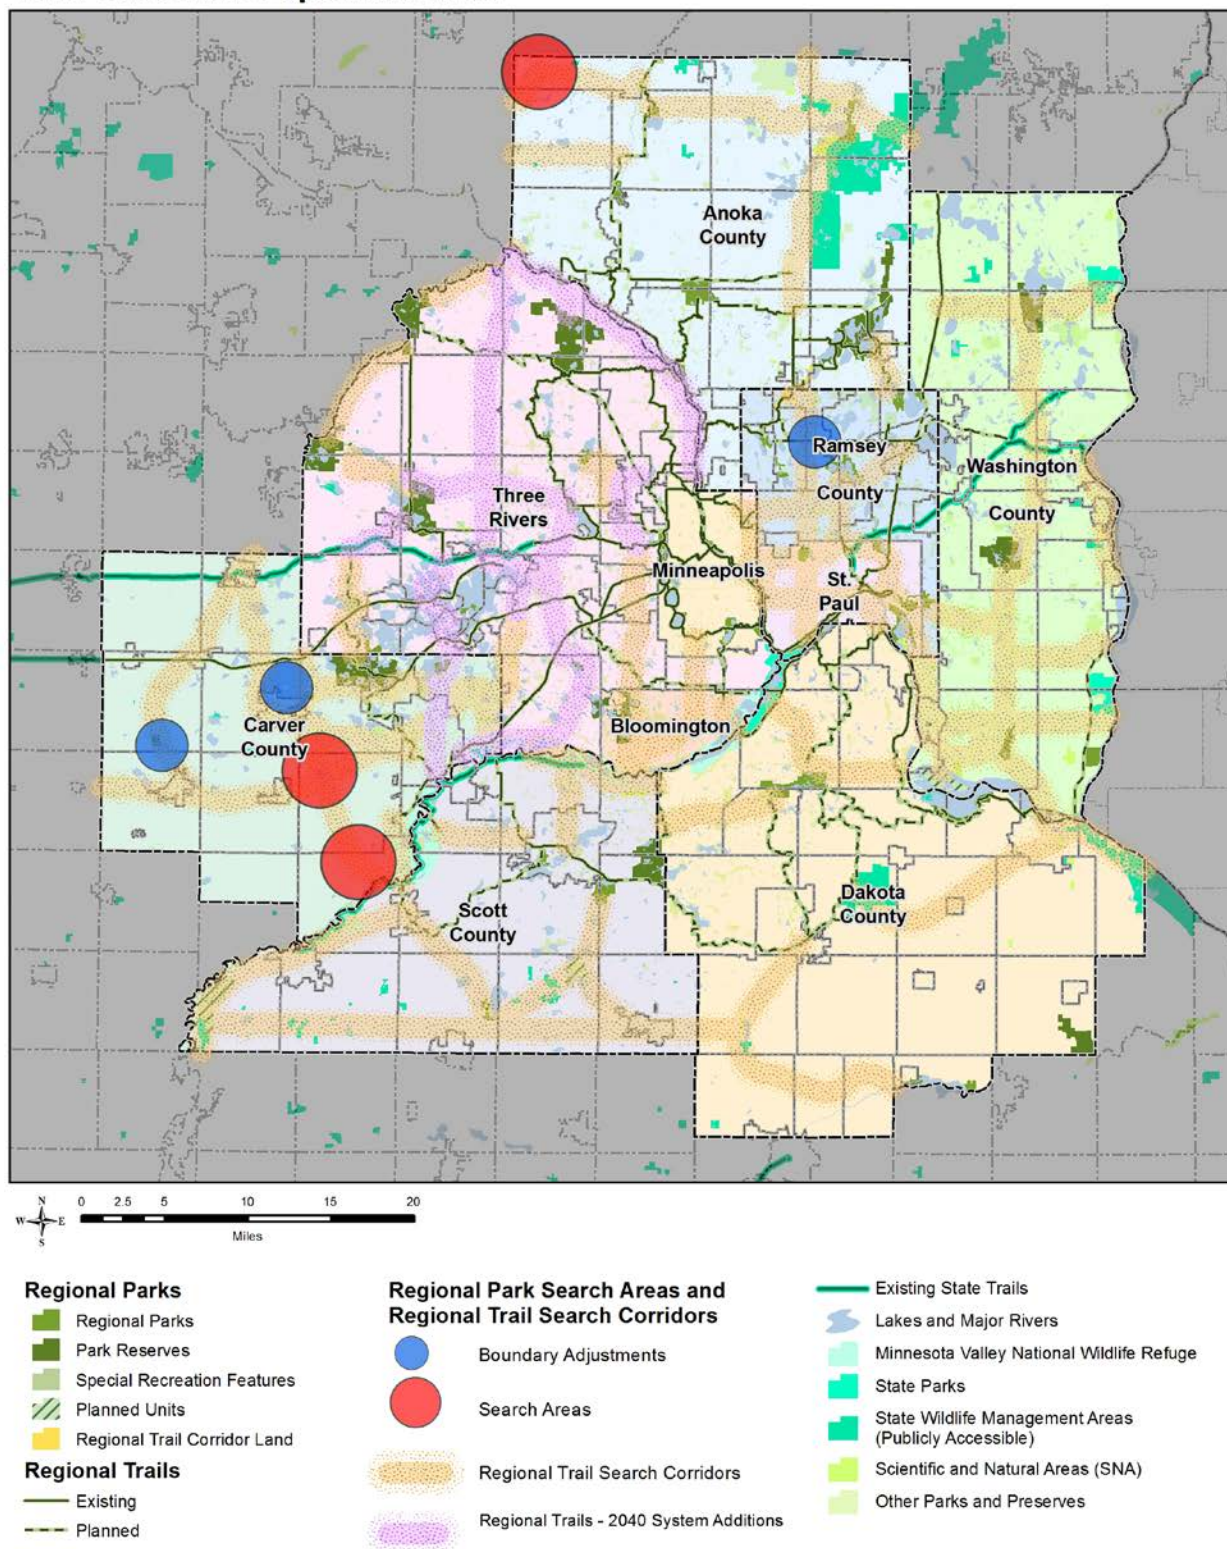 Anoka
County
Ramsey
County
Washington
County
Three
Rivers
Minneapolis
St.
Paul
Bloomington
Carver
County
Scott
County
Dakota
County
N
W E
S
0 2.5 5 10 15 20
Miles
Regional Parks
Regional Parks
Park Reserves
Special Recreation Features
Planned Units
Regional Trail Corridor Land
Regional Trails
Existing
Planned
Regional Park Search Areas and
Regional Trail Search Corridors
Boundary Adjustments
Search Areas
Regional Trail Search Corridors
Regional Trails - 2040 System Additions
Existing State Trails
Lakes and Major Rivers
Minnesota Valley National Wildlife Refuge
State Parks
State Wildlife Management Areas
(Publicly Accessible)
Scientific and Natural Areas (SNA)
Other Parks and Preserves